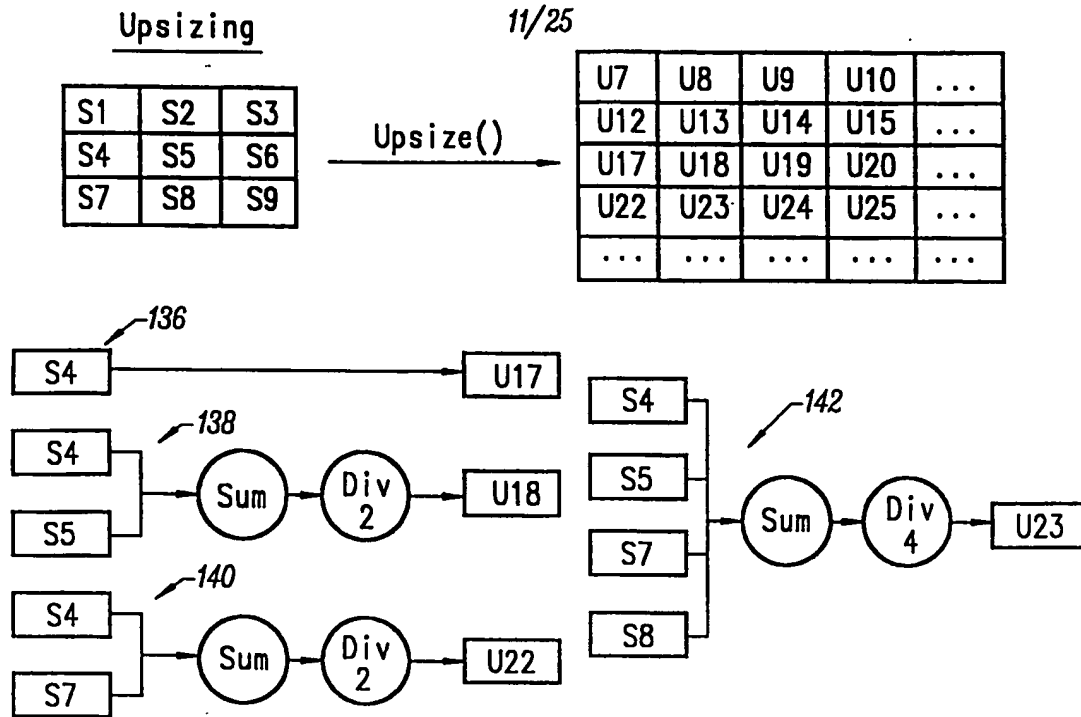 11/25
Upsizing
S1 S2 S3
S4 S5 S6
S7 S8 S9
Upsize()
U7 U8 U9 U10 ...
U12 U13 U14 U15 ...
U17 U18 U19 U20 ...
U22 U23 U24 U25 ...
... ... ... ... ...
136
S4 U17
138
S4
S5
Sum
Div
2
U18
140
S4
S7
Sum
Div
2
U22
142
S4
S5
S7
S8
Sum
Div
4
U23